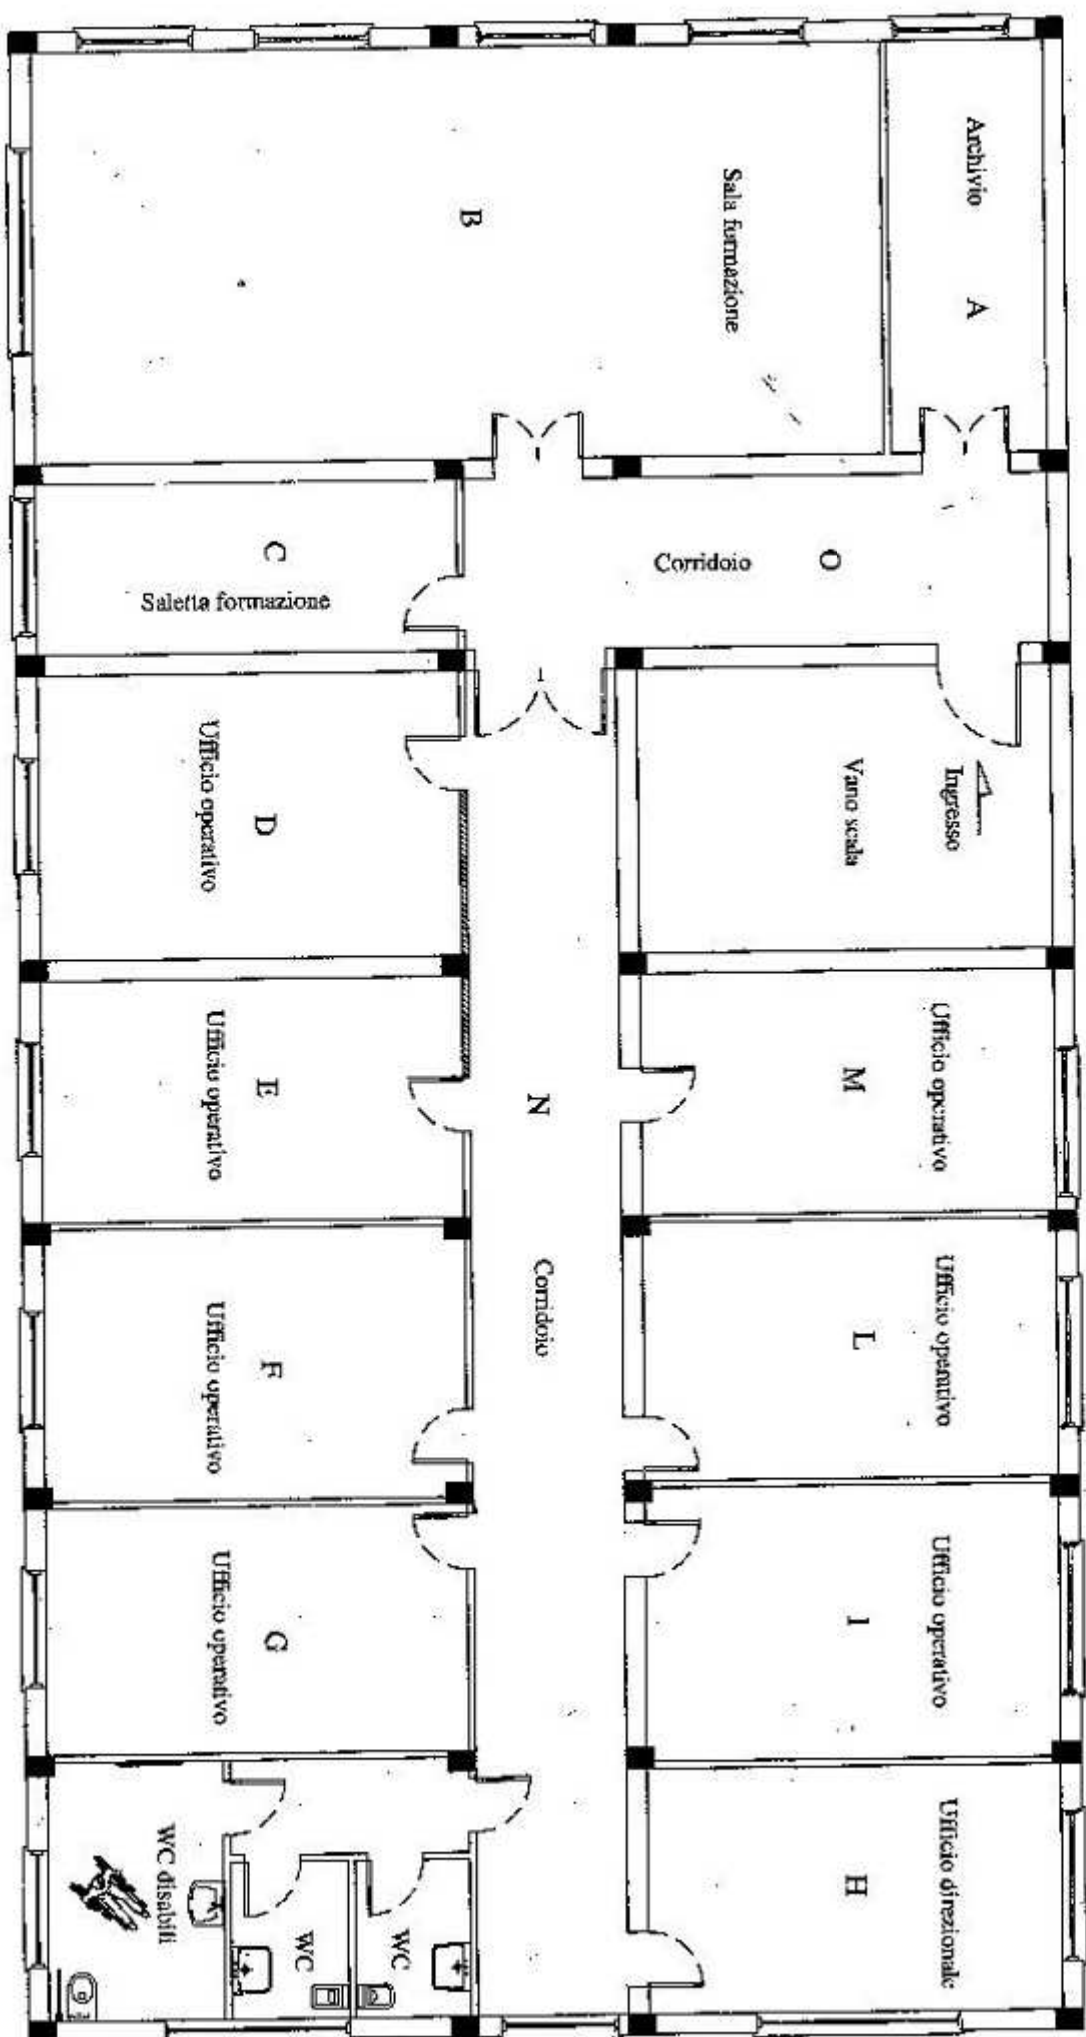 Archivio
A
Sala formazione
B
C
Saletta formazione
Corridoio
O
Ingresso
Vano scala
Ufficio operativo
D
Ufficio operativo
E
Ufficio operativo
M
N
Corridoio
Ufficio operativo
F
Ufficio operativo
L
Ufficio operativo
G
Ufficio operativo
I
Ufficio direzionale
H
WC disabili
WC
WC